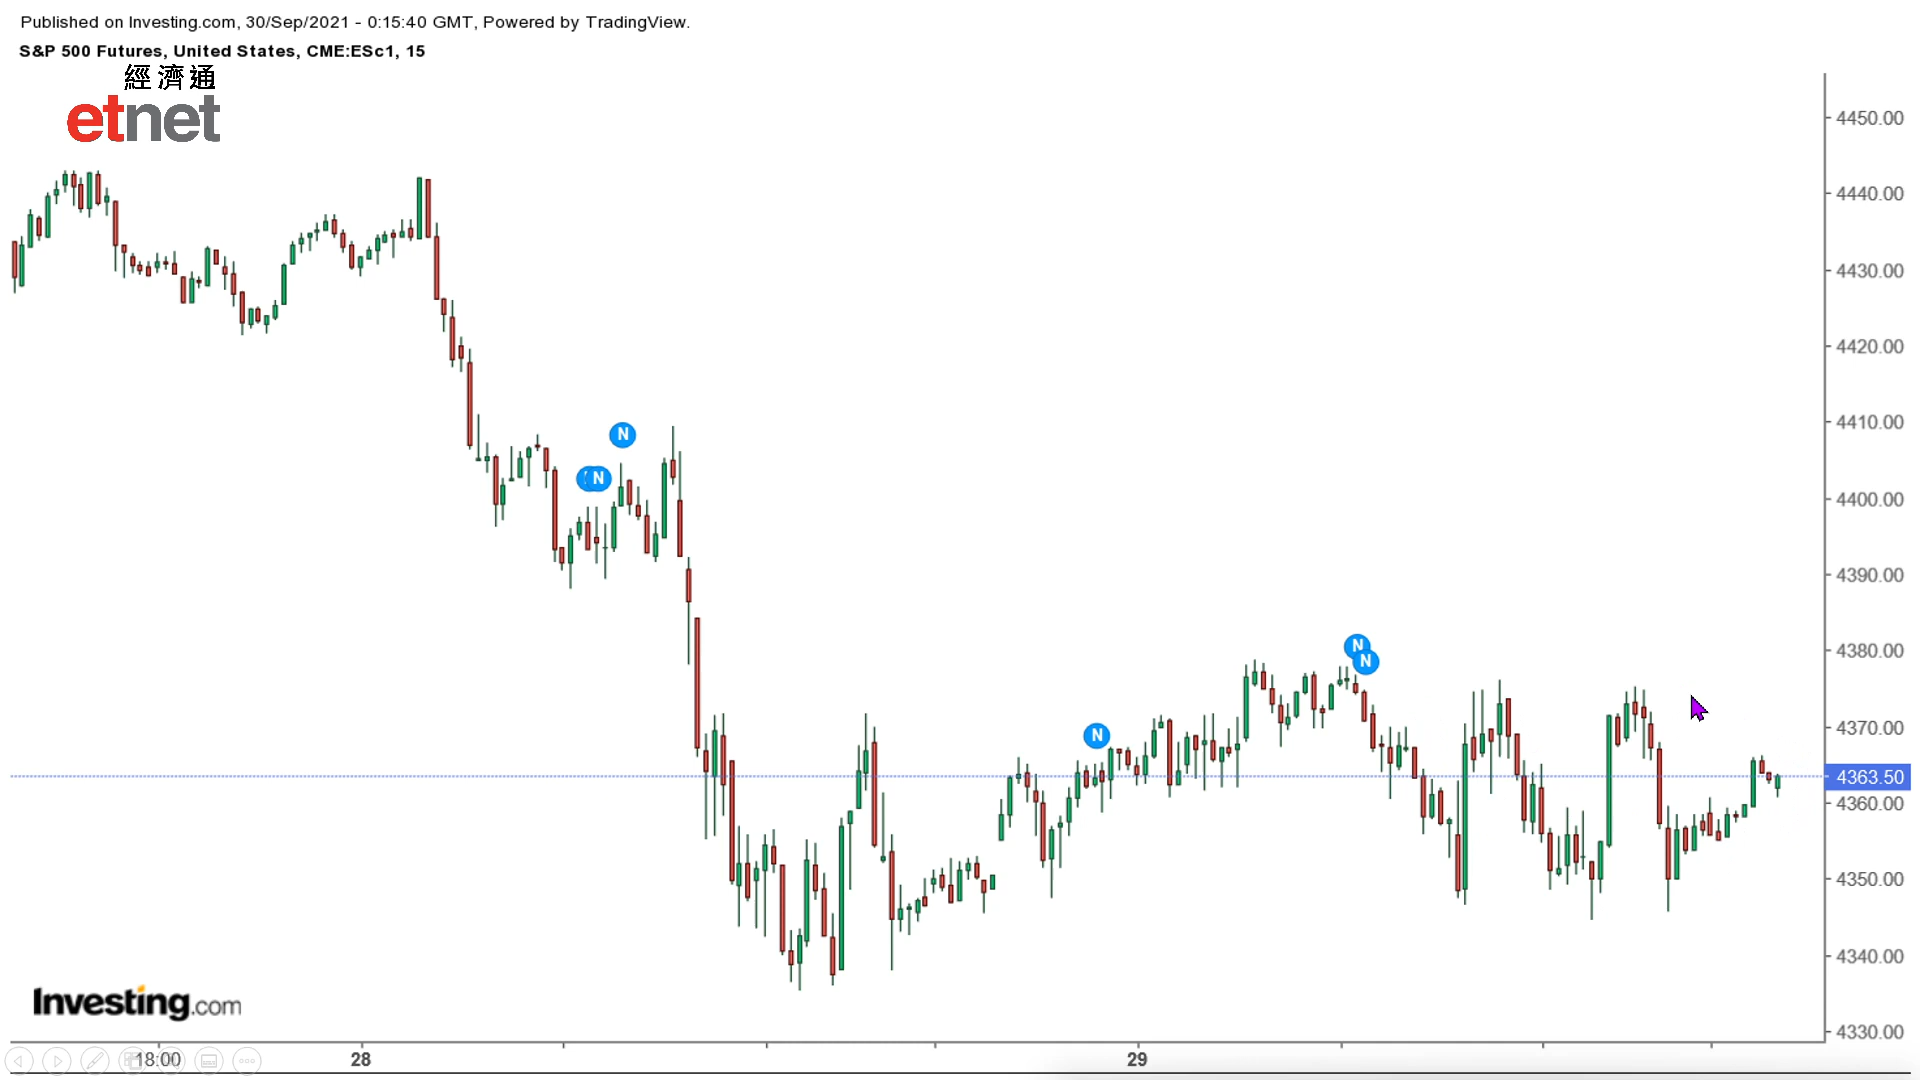 Published on Investing.com, 30/Sep/2021 - 0:15:40 GMT, Powered by TradingView.
S&P 500 Futures, United States, CME:ESc1, 15
經濟通
etnet
4450.00
4440.00
4430.00
4420.00
4410.00
N
N
4400.00
4390.00
4380.00
N
N
N
4370.00
4363.50
4360.00
4350.00
4340.00
Investing.com
4330.00
18:00 28 29